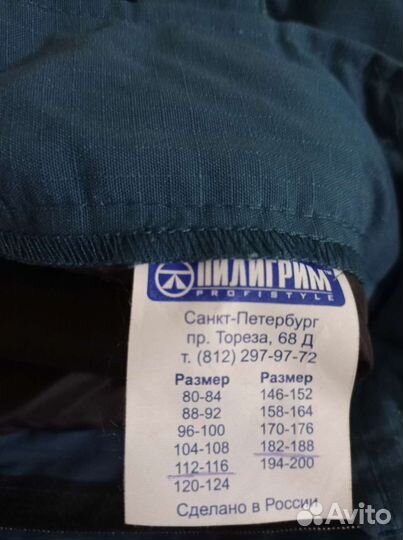 ПИЛИГРИМ™
PROFISTYLE
Санкт-Петербург
пр. Тореза, 68 Д
т. (812) 297-97-72
Размер Размер
80-84 146-152
88-92 158-164
96-100 170-176
104-108 182-188
112-116 194-200
120-124
Сделано в России
Avito